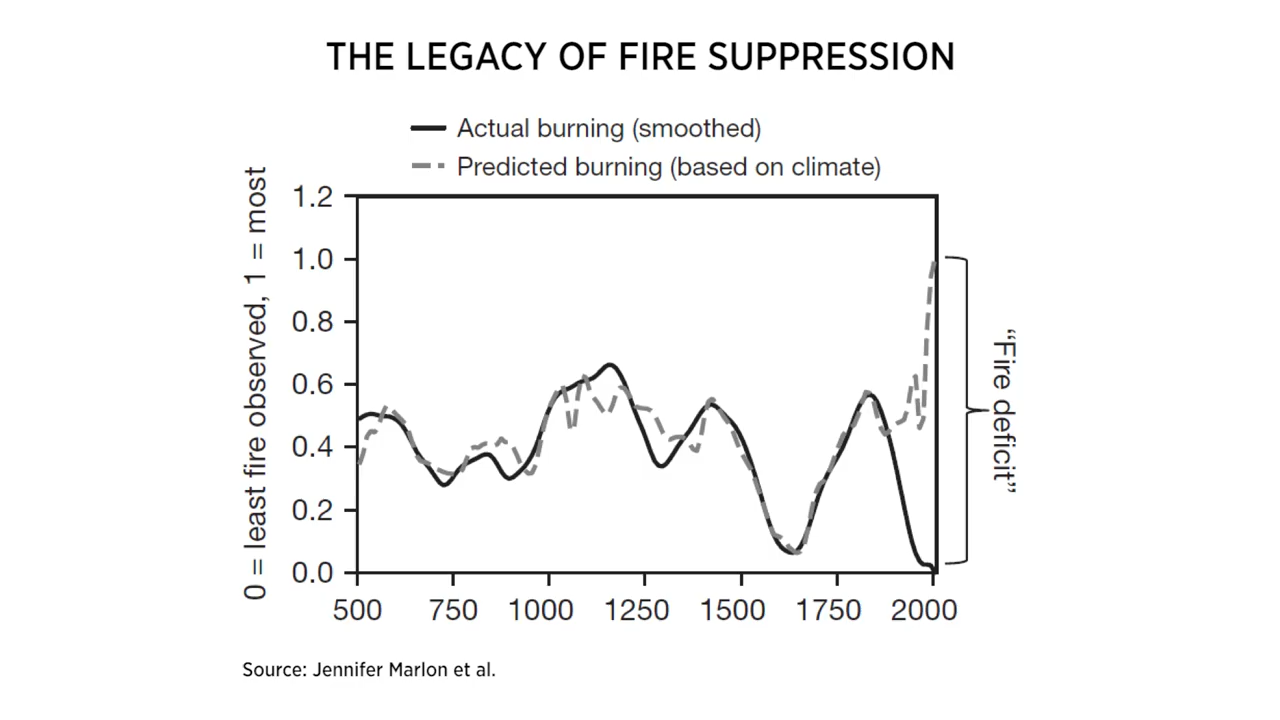 THE LEGACY OF FIRE SUPPRESSION
Actual burning (smoothed)
Predicted burning (based on climate)
0 = least fire observed, 1 = most
1.2
1.0
0.8
0.6
0.4
0.2
0.0
500 750 1000 1250 1500 1750 2000
“Fire deficit”
Source: Jennifer Marlon et al.